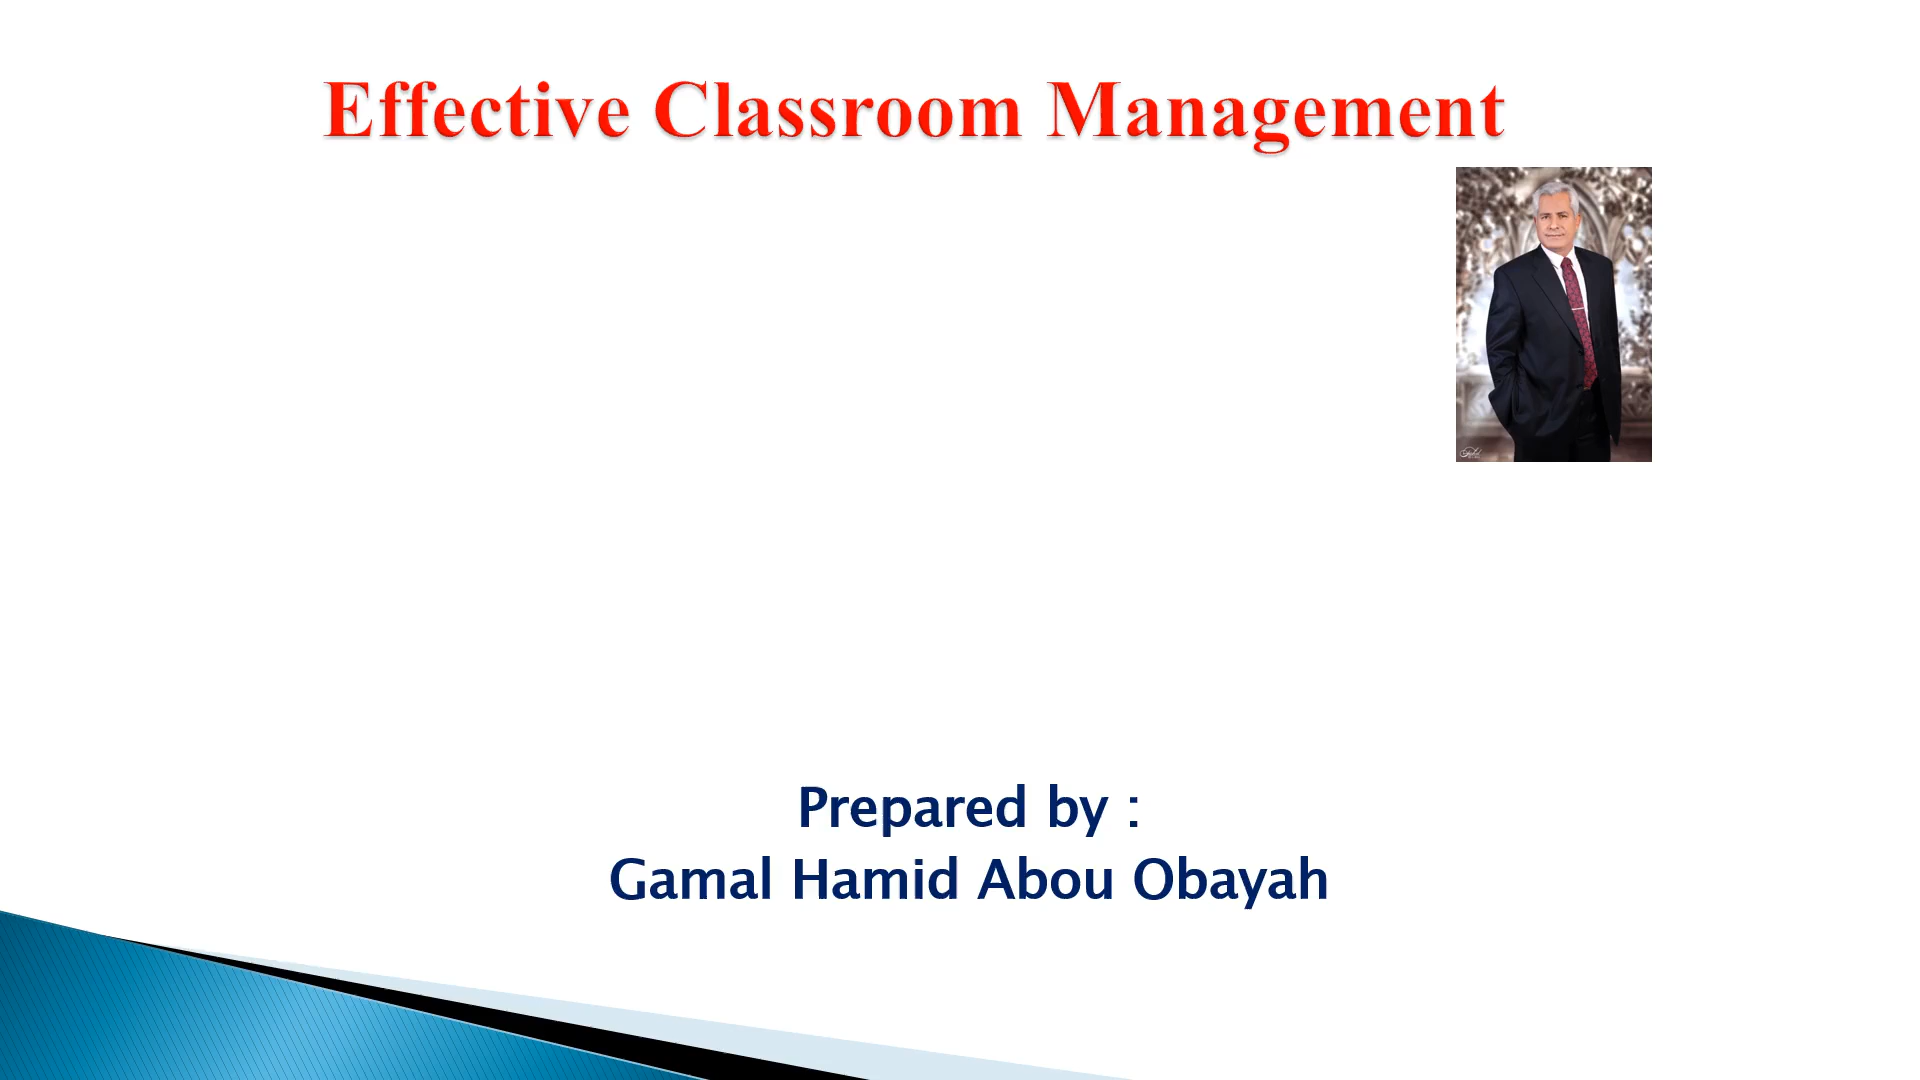 Effective Classroom Management
Prepared by :
Gamal Hamid Abou Obayah